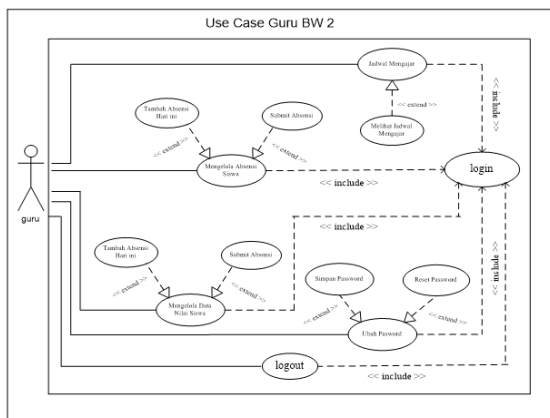 Use Case Guru BW 2
Jadwal Mengajar
<< include >>
Tambah Absensi
Hari ini
Submit Absensi
<< extend >>
<< extend >>
<< extend >>
Melihat Jadwal
Mengajar
Mengelola Absensi
Siswa
<< include >>
login
guru
<< include >>
Tambah Absensi
Hari ini
Submit Absensi
<< extend >>
<< extend >>
Simpan Password
Reset Password
<< include >>
<< extend >>
<< extend >>
Mengelola Data
Nilai Siswa
Ubah Pasword
logout
<< include >>